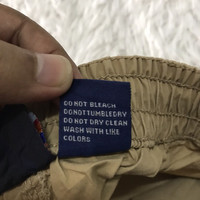 DO NOT BLEACH
DONOTTUMBLEDRY
DO NOT DRY CLEAN
WASH WITH LIKE
COLORS